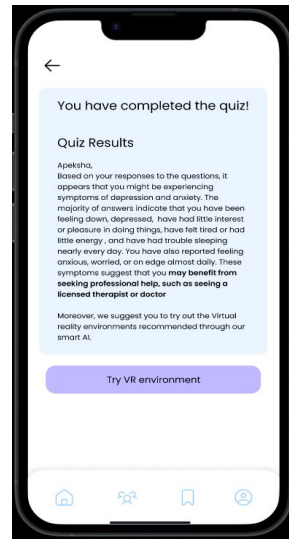 You have completed the quiz!
Quiz Results
Apeksha,
Based on your responses to the questions, it
appears that you might be experiencing
symptoms of depression and anxiety. The
majority of answers indicate that you have been
feeling down, depressed,  have had little interest
or pleasure in doing things, have felt tired or had
little energy , and have had trouble sleeping
nearly every day. You have also reported feeling
anxious, worried, or on edge almost daily. These
symptoms suggest that you may benefit from
seeking professional help, such as seeing a
licensed therapist or doctor
Moreover, we suggest you to try out the Virtual
reality environments recommended through our
smart AI.
Try VR environment